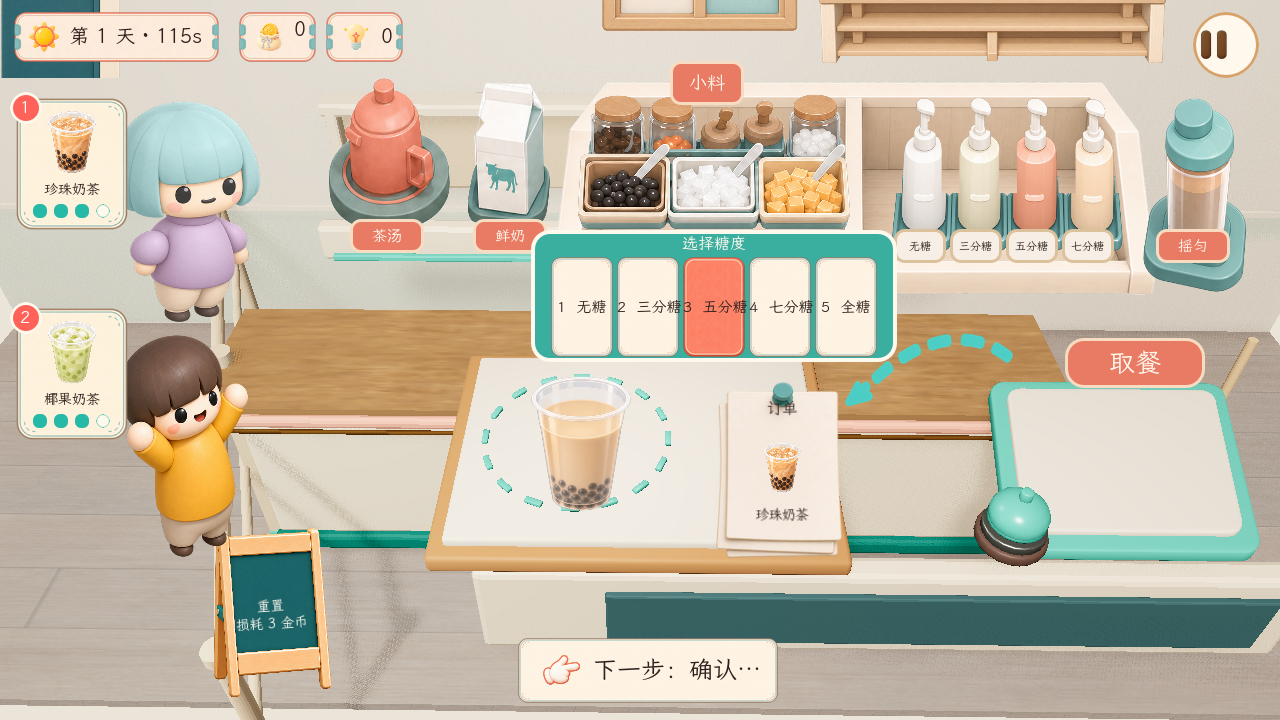 第 1 天·115s
0
0
小料
1
珍珠奶茶
茶汤
鲜奶
选择糖度
无糖
三分糖
五分糖
七分糖
摇匀
1 无糖
2 三分糖
3 五分糖
4 七分糖
5 全糖
2
椰果奶茶
取餐
订单
珍珠奶茶
重置
损耗 3 金币
下一步：确认…